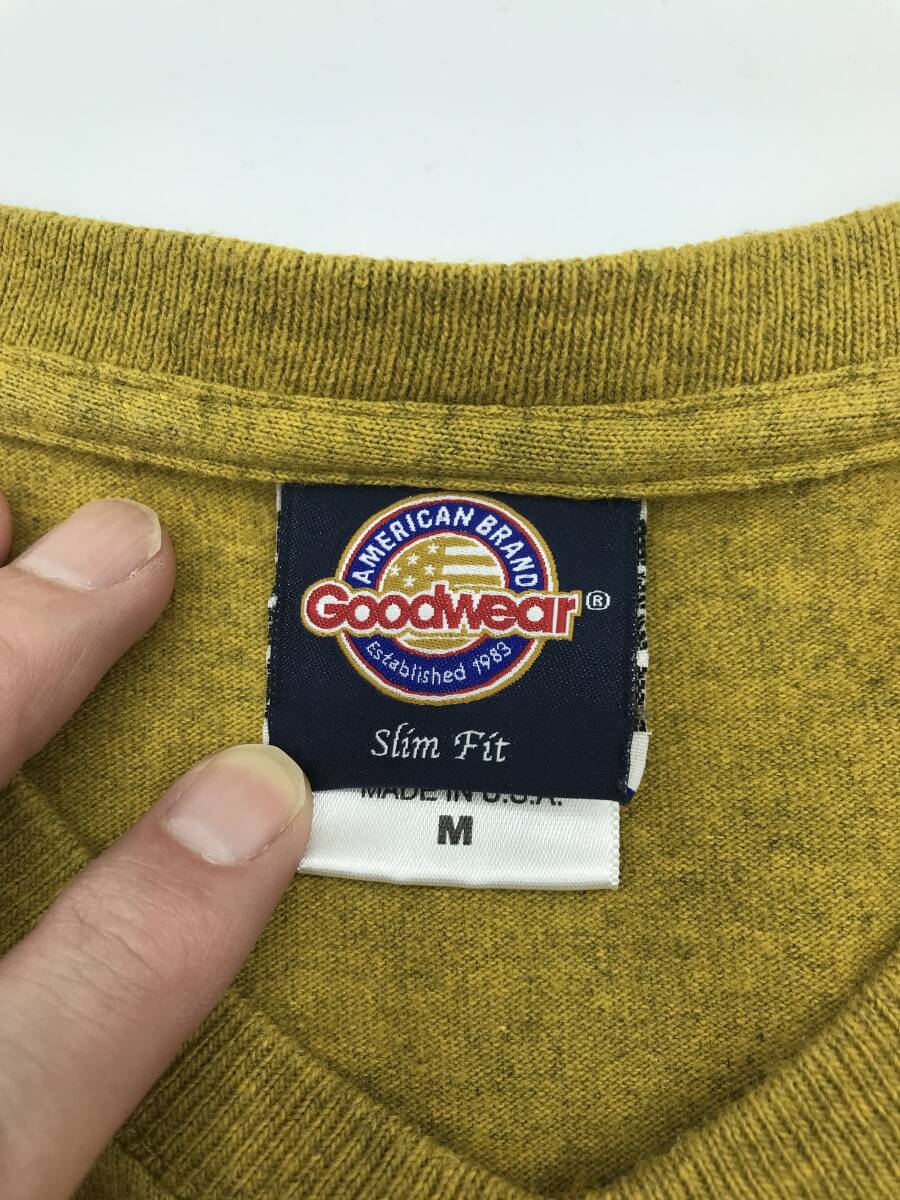 AMERICAN BRAND
Goodwear®
Established 1983
Slim Fit
MADE IN U.S.A.
M